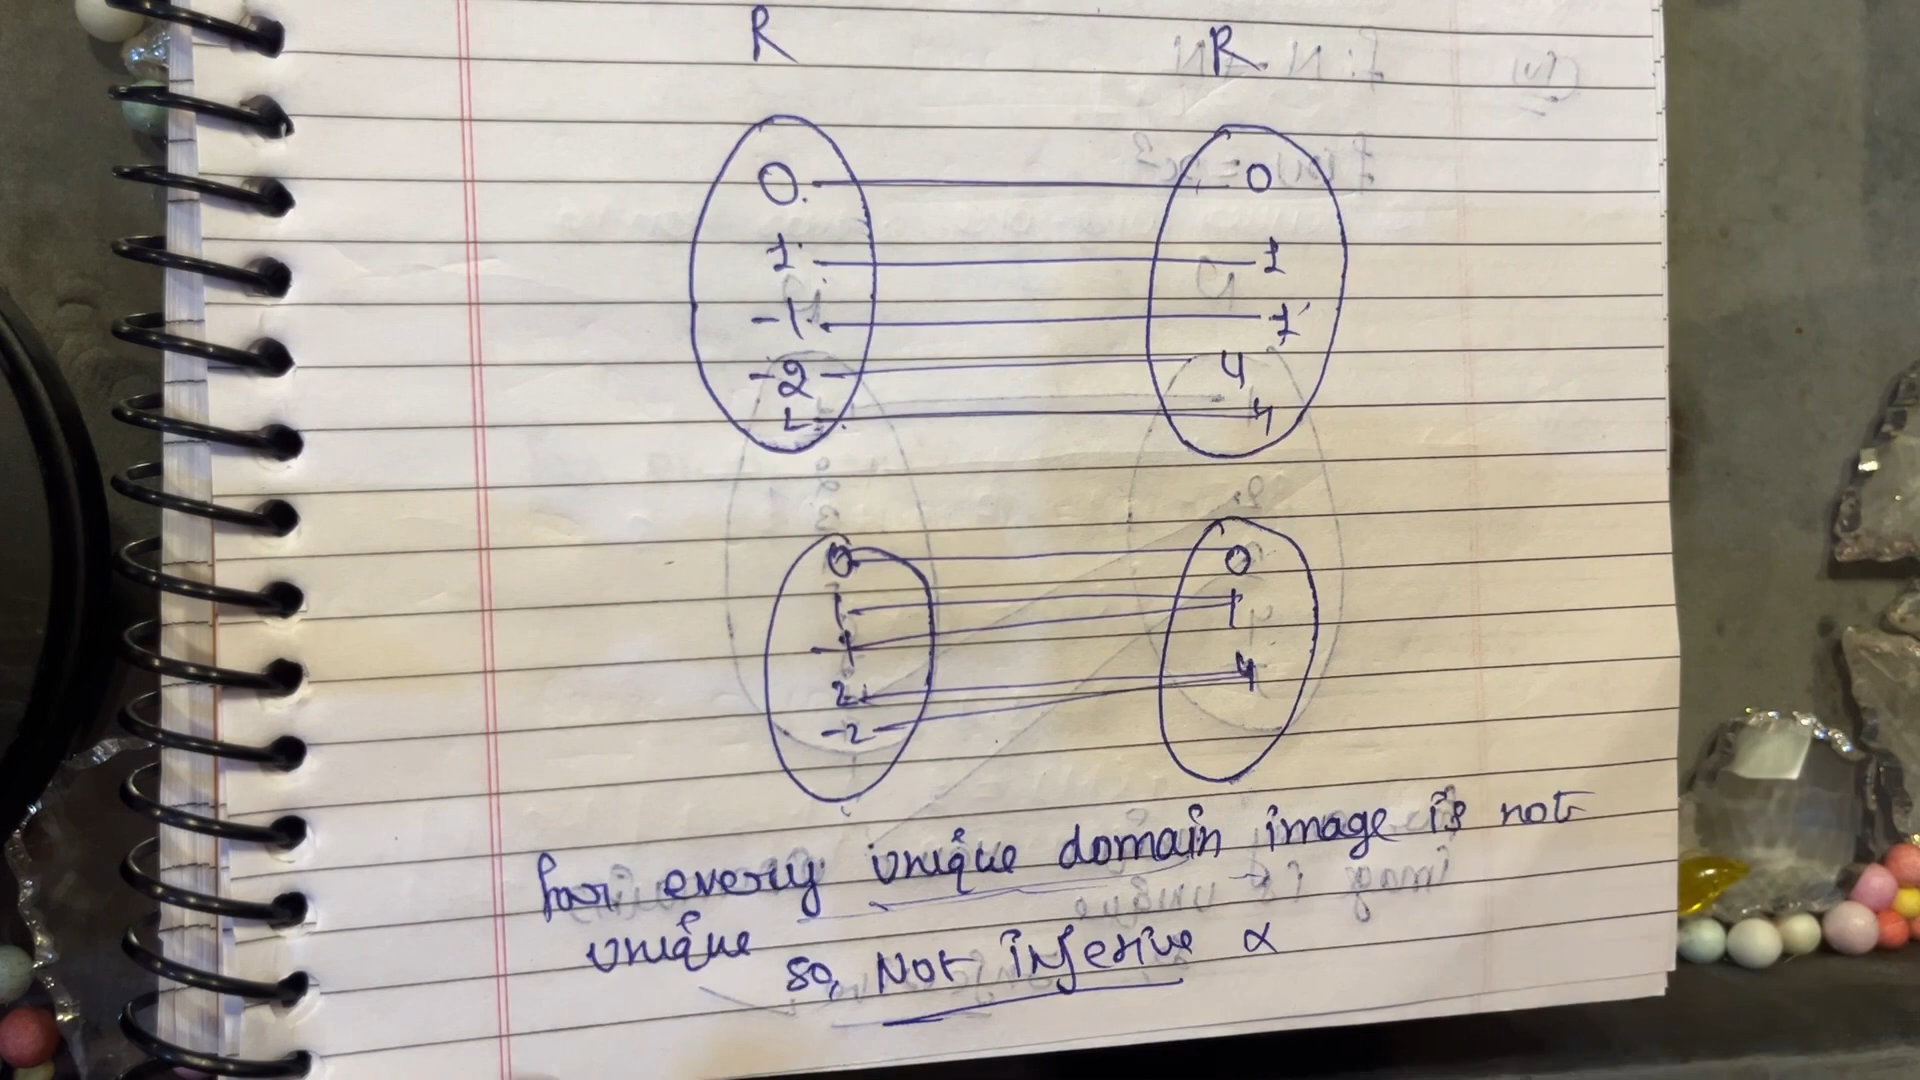 R R
0 0
1 1
-1 1
-2 4
2 4
0 0
1 1
-1
2 4
-2
for every unique domain image is not
unique
so, Not injective α